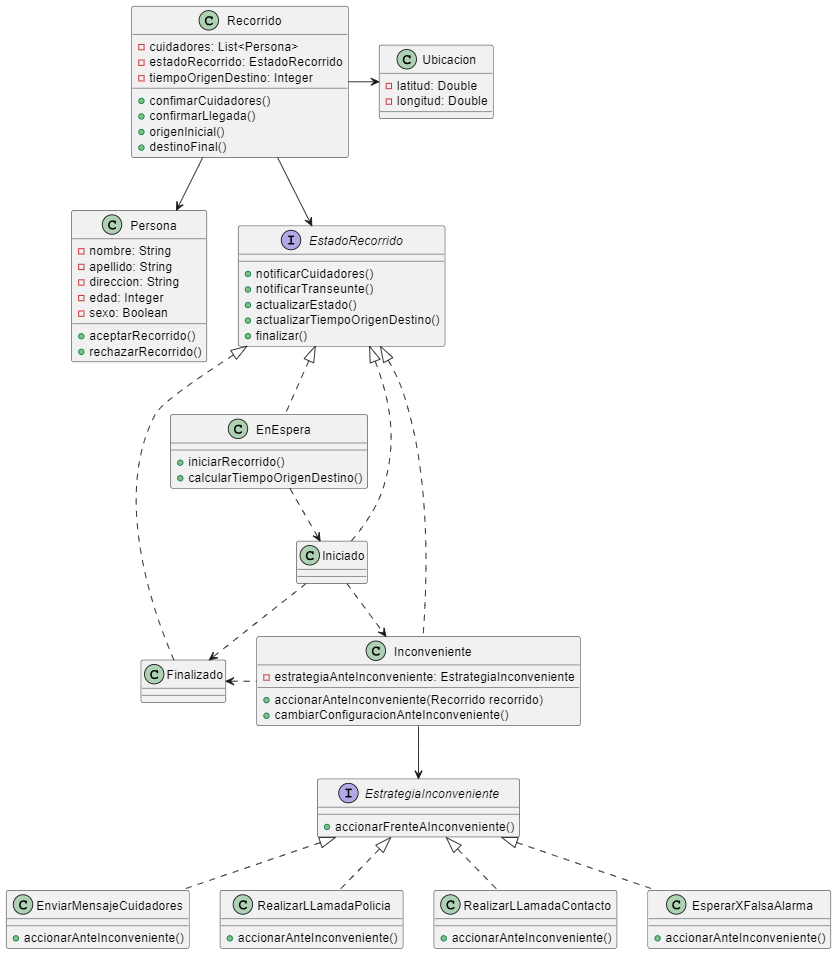 C Recorrido
cuidadores: List<Persona>
estadoRecorrido: EstadoRecorrido
tiempoOrigenDestino: Integer
confimarCuidadores()
confirmarLlegada()
origenInicial()
destinoFinal()
C Ubicacion
latitud: Double
longitud: Double
C Persona
nombre: String
apellido: String
direccion: String
edad: Integer
sexo: Boolean
aceptarRecorrido()
rechazarRecorrido()
I EstadoRecorrido
notificarCuidadores()
notificarTranseunte()
actualizarEstado()
actualizarTiempoOrigenDestino()
finalizar()
C EnEspera
iniciarRecorrido()
calcularTiempoOrigenDestino()
C Iniciado
C Finalizado
C Inconveniente
estrategiaAnteInconveniente: EstrategiaInconveniente
accionarAnteInconveniente(Recorrido recorrido)
cambiarConfiguracionAnteInconveniente()
I EstrategiaInconveniente
accionarFrenteAInconveniente()
C EnviarMensajeCuidadores
accionarAnteInconveniente()
C RealizarLLamadaPolicia
accionarAnteInconveniente()
C RealizarLLamadaContacto
accionarAnteInconveniente()
C EsperarXFalsaAlarma
accionarAnteInconveniente()